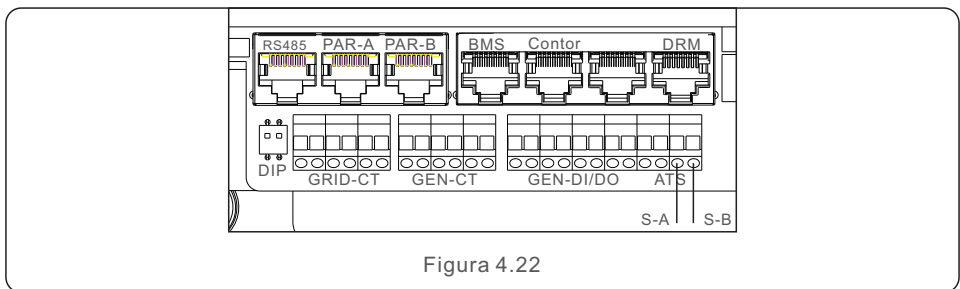 RS485 PAR-A PAR-B BMS Contor DRM
DIP
GRID-CT GEN-CT GEN-DI/DO ATS
S-A S-B
Figura 4.22